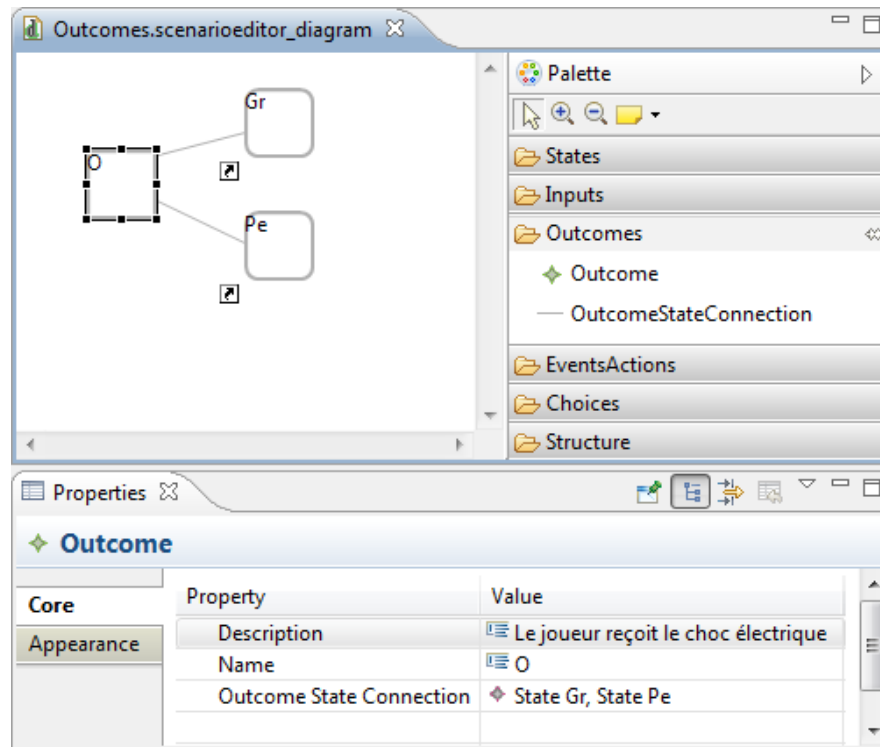 Outcomes.scenarioeditor_diagram
Gr
O
Pe
Palette
States
Inputs
Outcomes
Outcome
OutcomeStateConnection
EventsActions
Choices
Structure
Properties
Outcome
Core
Appearance
Property Value
Description Le joueur reçoit le choc électrique
Name O
Outcome State Connection State Gr, State Pe